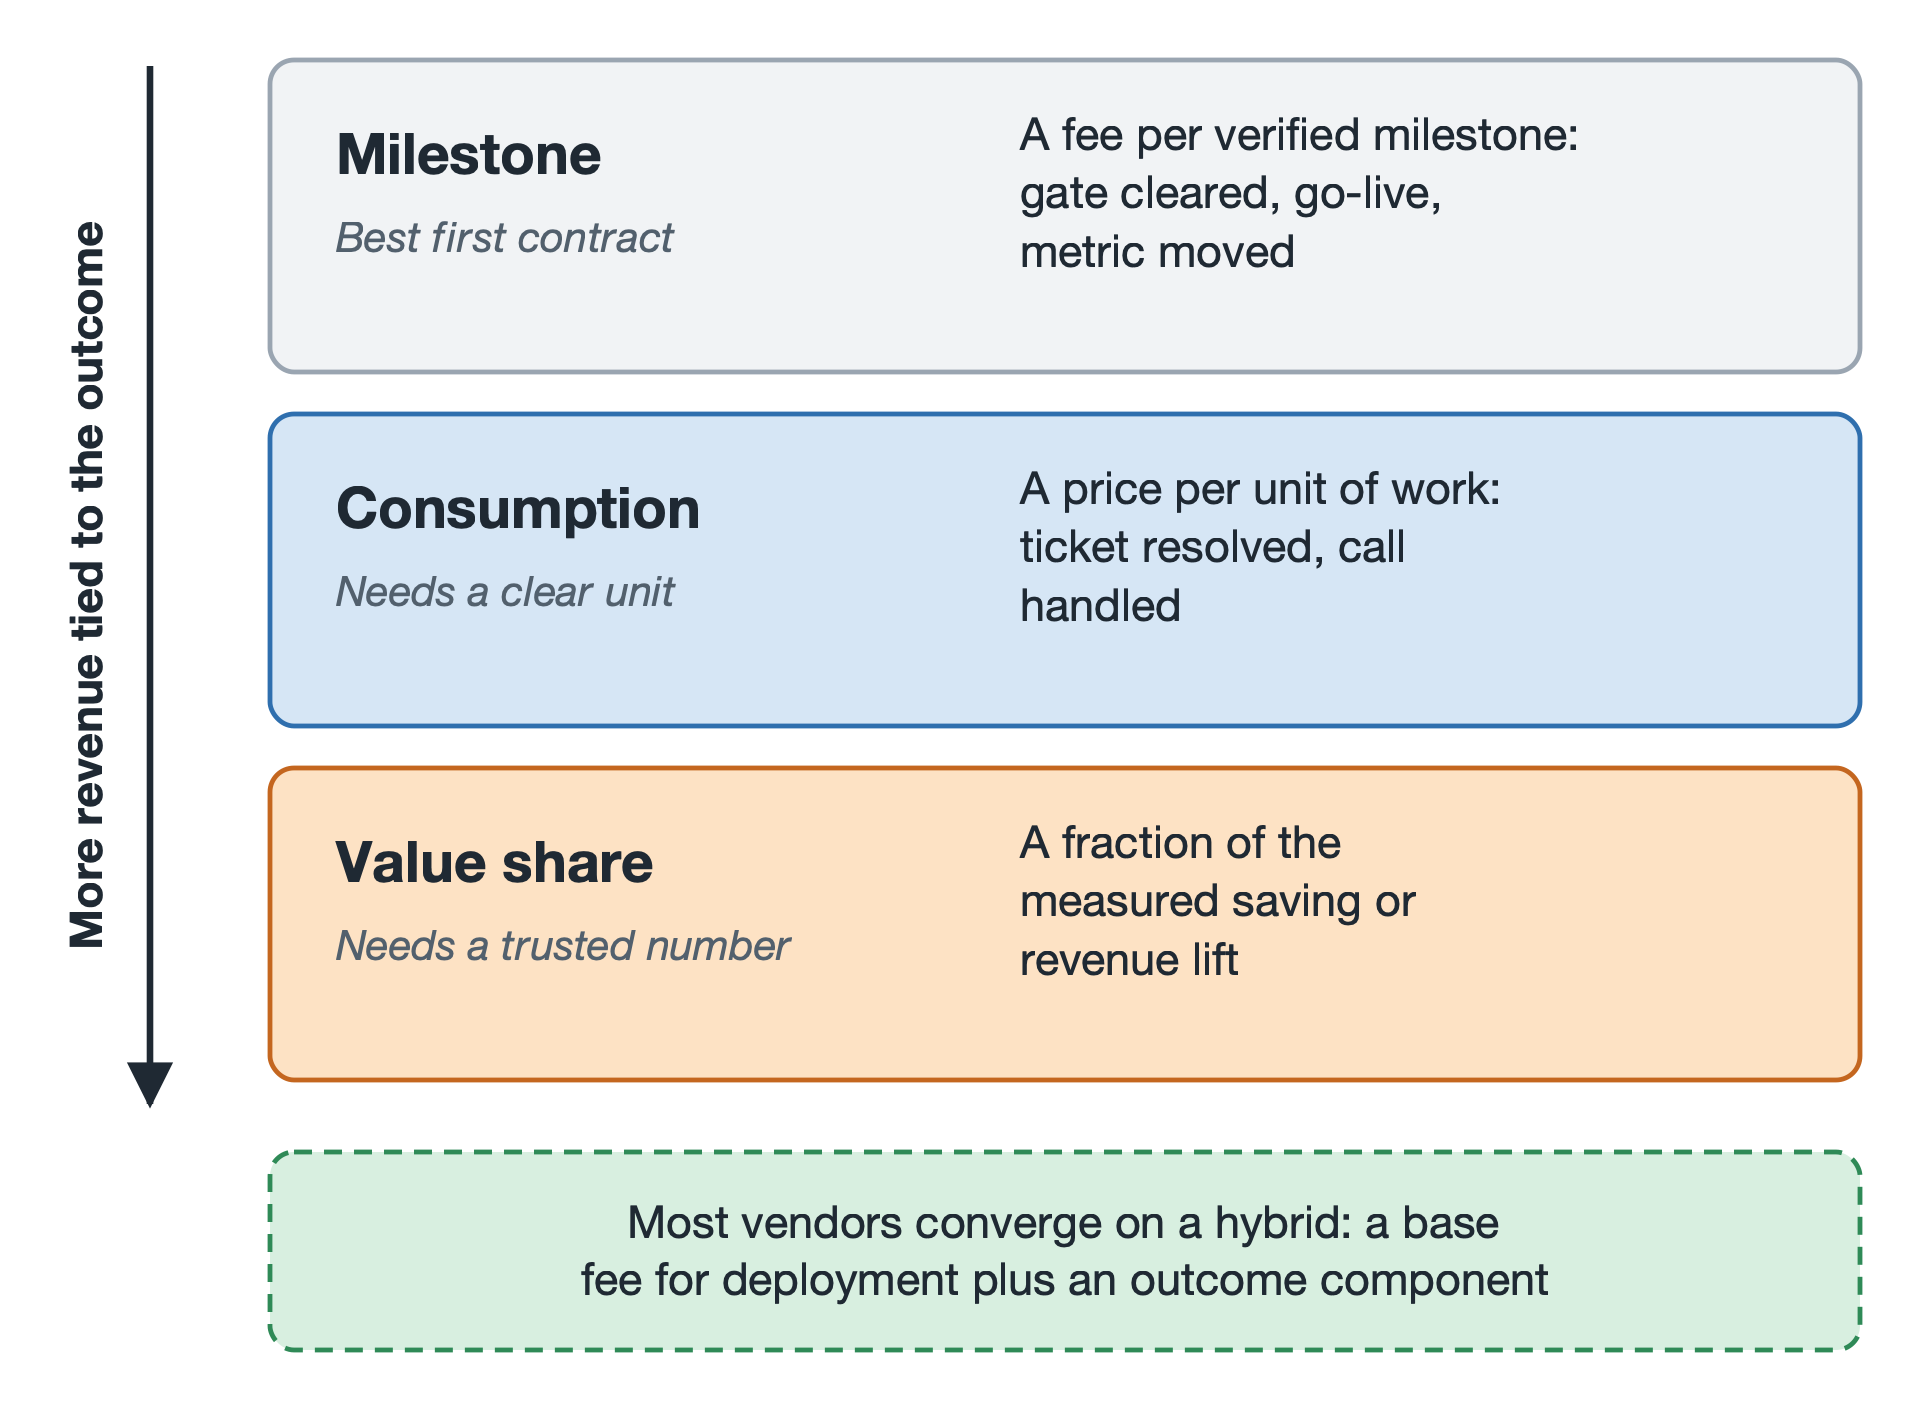 More revenue tied to the outcome
Milestone
Best first contract
A fee per verified milestone:
gate cleared, go-live,
metric moved
Consumption
Needs a clear unit
A price per unit of work:
ticket resolved, call
handled
Value share
Needs a trusted number
A fraction of the
measured saving or
revenue lift
Most vendors converge on a hybrid: a base
fee for deployment plus an outcome component